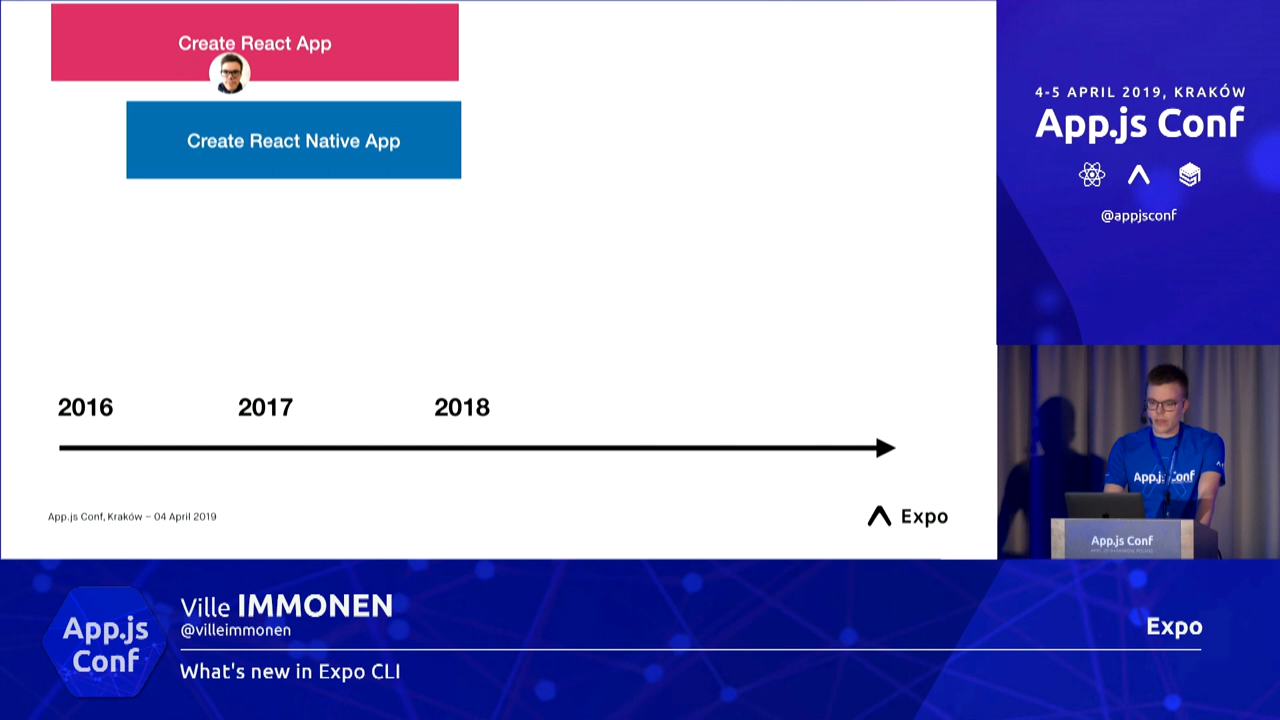 Create React App
Create React Native App
2016 2017 2018
App.js Conf, Kraków – 04 April 2019
Expo
4-5 APRIL 2019, KRAKÓW
App.js Conf
@appjsconf
App.js Conf
App.js Conf
App.js
Conf
Ville IMMONEN
@villeimmonen
What's new in Expo CLI
Expo